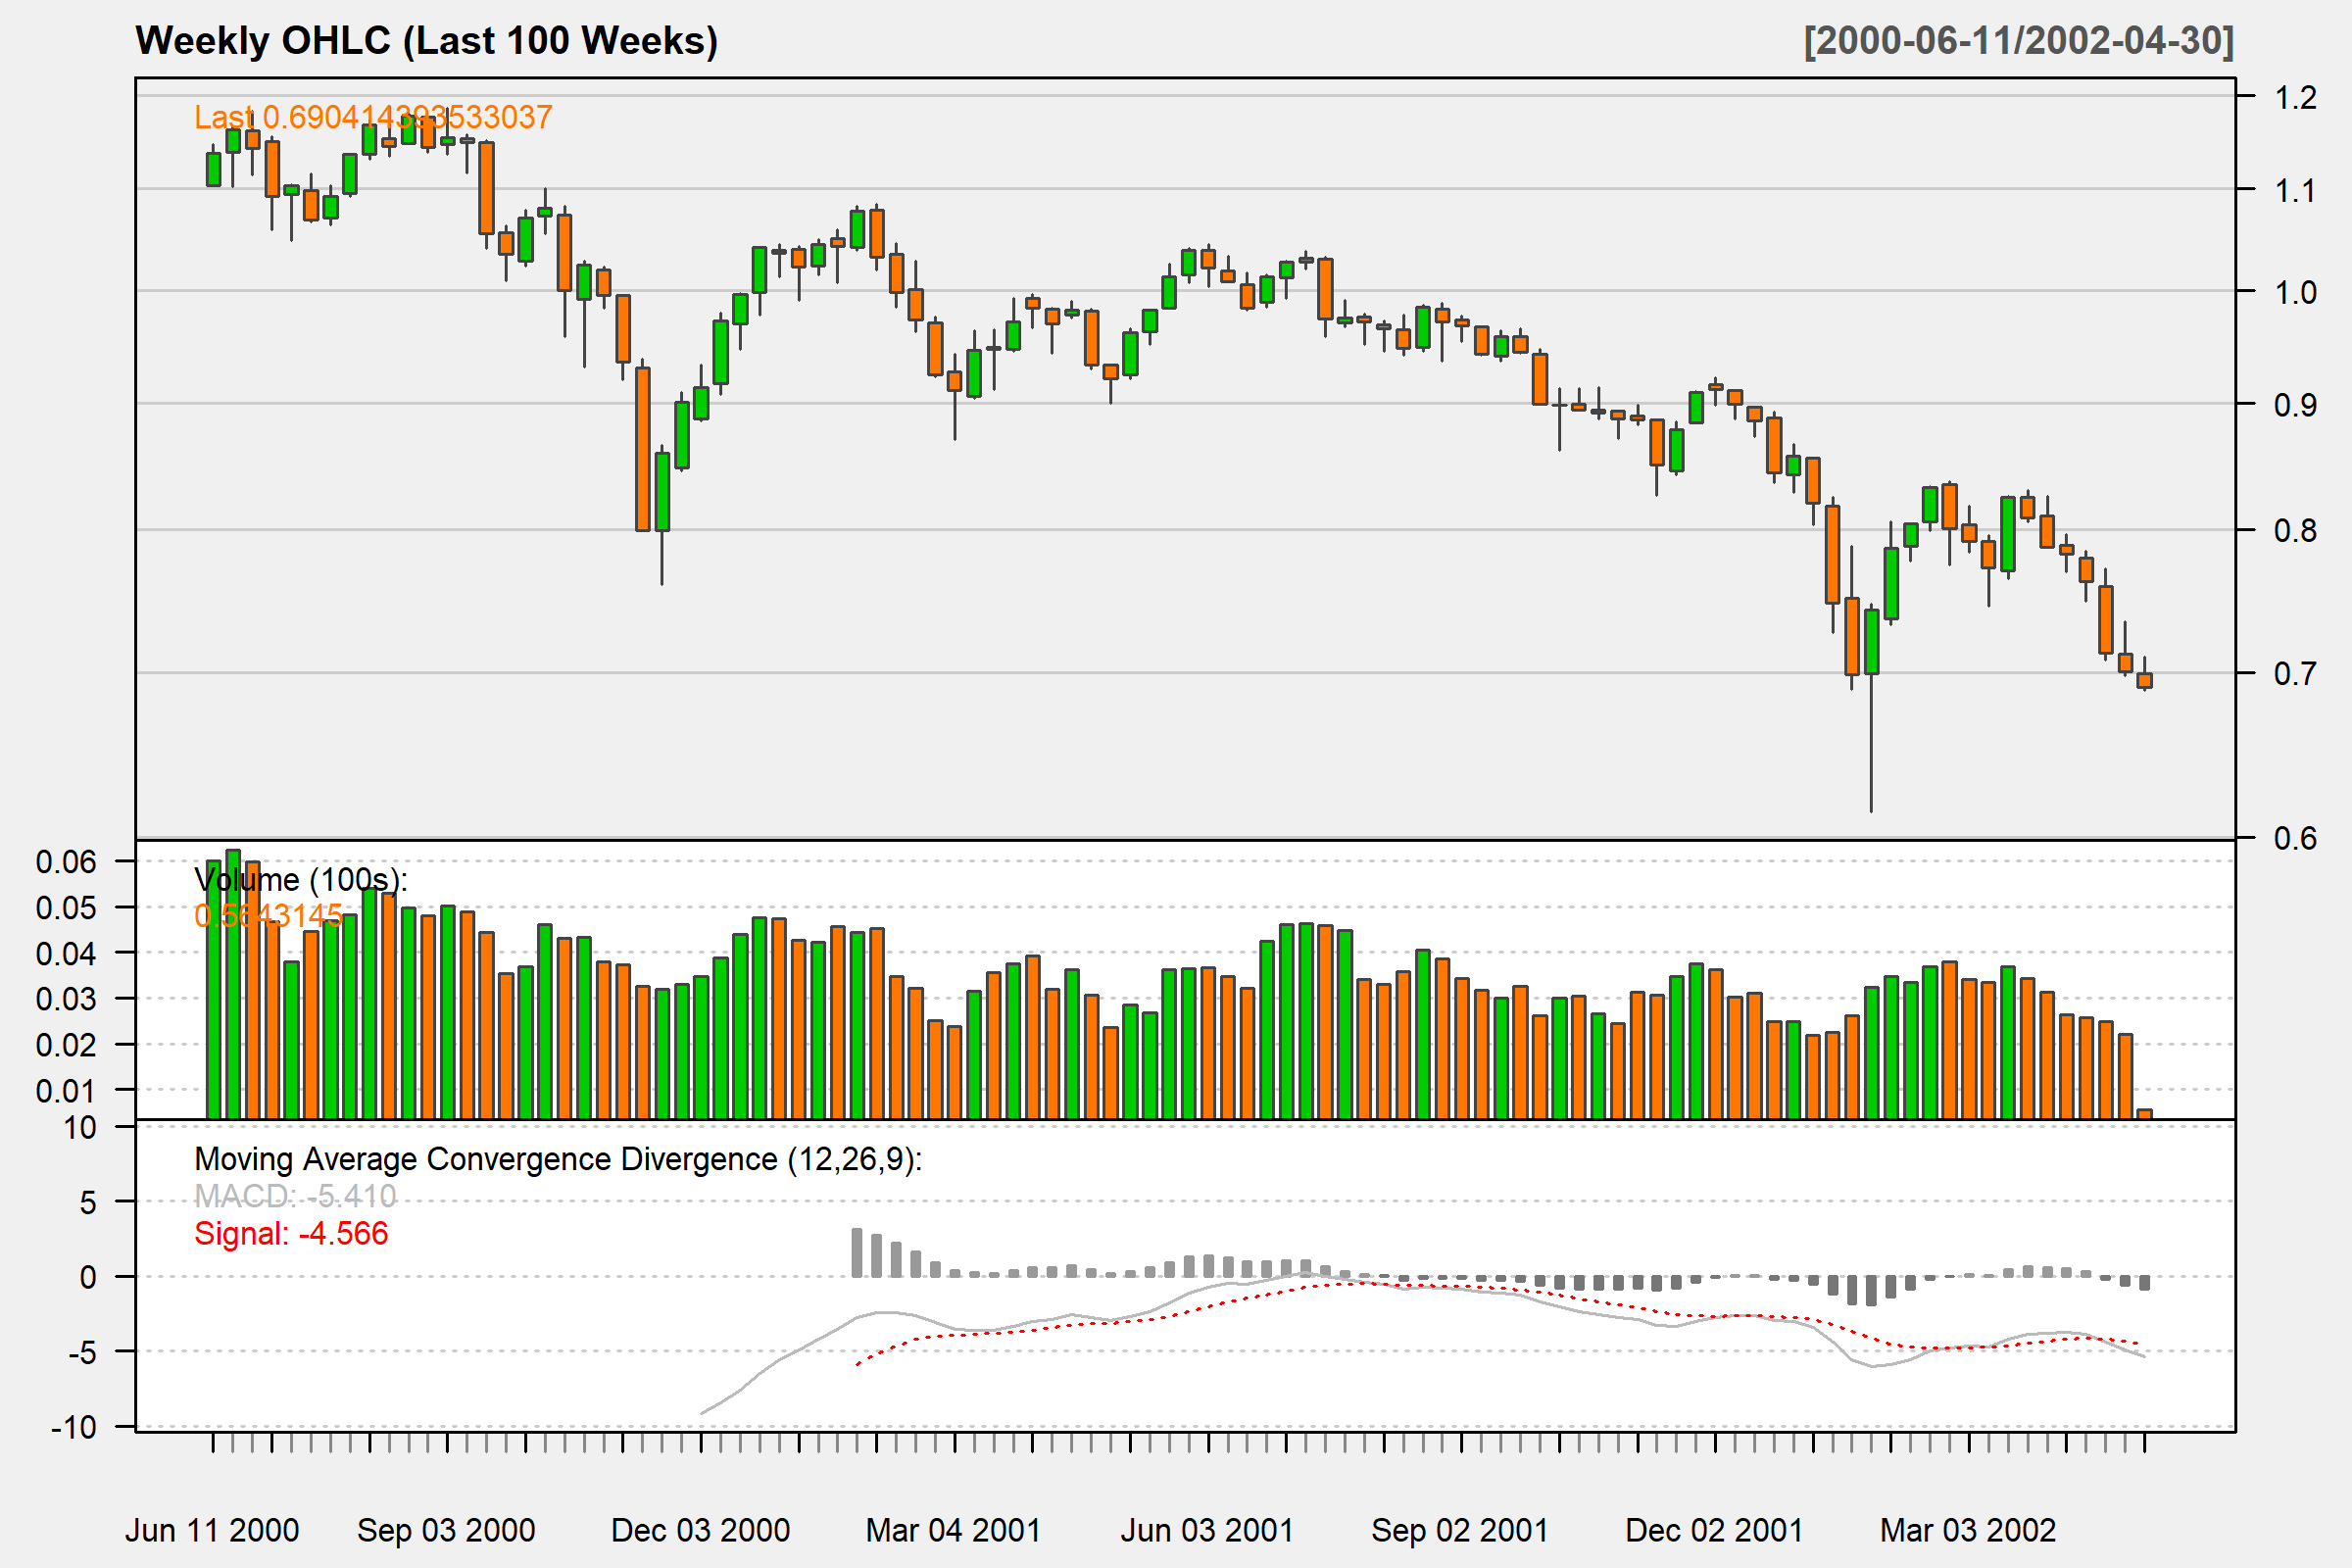 Weekly OHLC (Last 100 Weeks) [2000-06-11/2002-04-30]
Last 0.690414393533037
1.2
1.1
1.0
0.9
0.8
0.7
0.6
Volume (100s):
0.5643145
0.06
0.05
0.04
0.03
0.02
0.01
Moving Average Convergence Divergence (12,26,9):
MACD: -5.410
Signal: -4.566
10
5
0
-5
-10
Jun 11 2000 Sep 03 2000 Dec 03 2000 Mar 04 2001 Jun 03 2001 Sep 02 2001 Dec 02 2001 Mar 03 2002